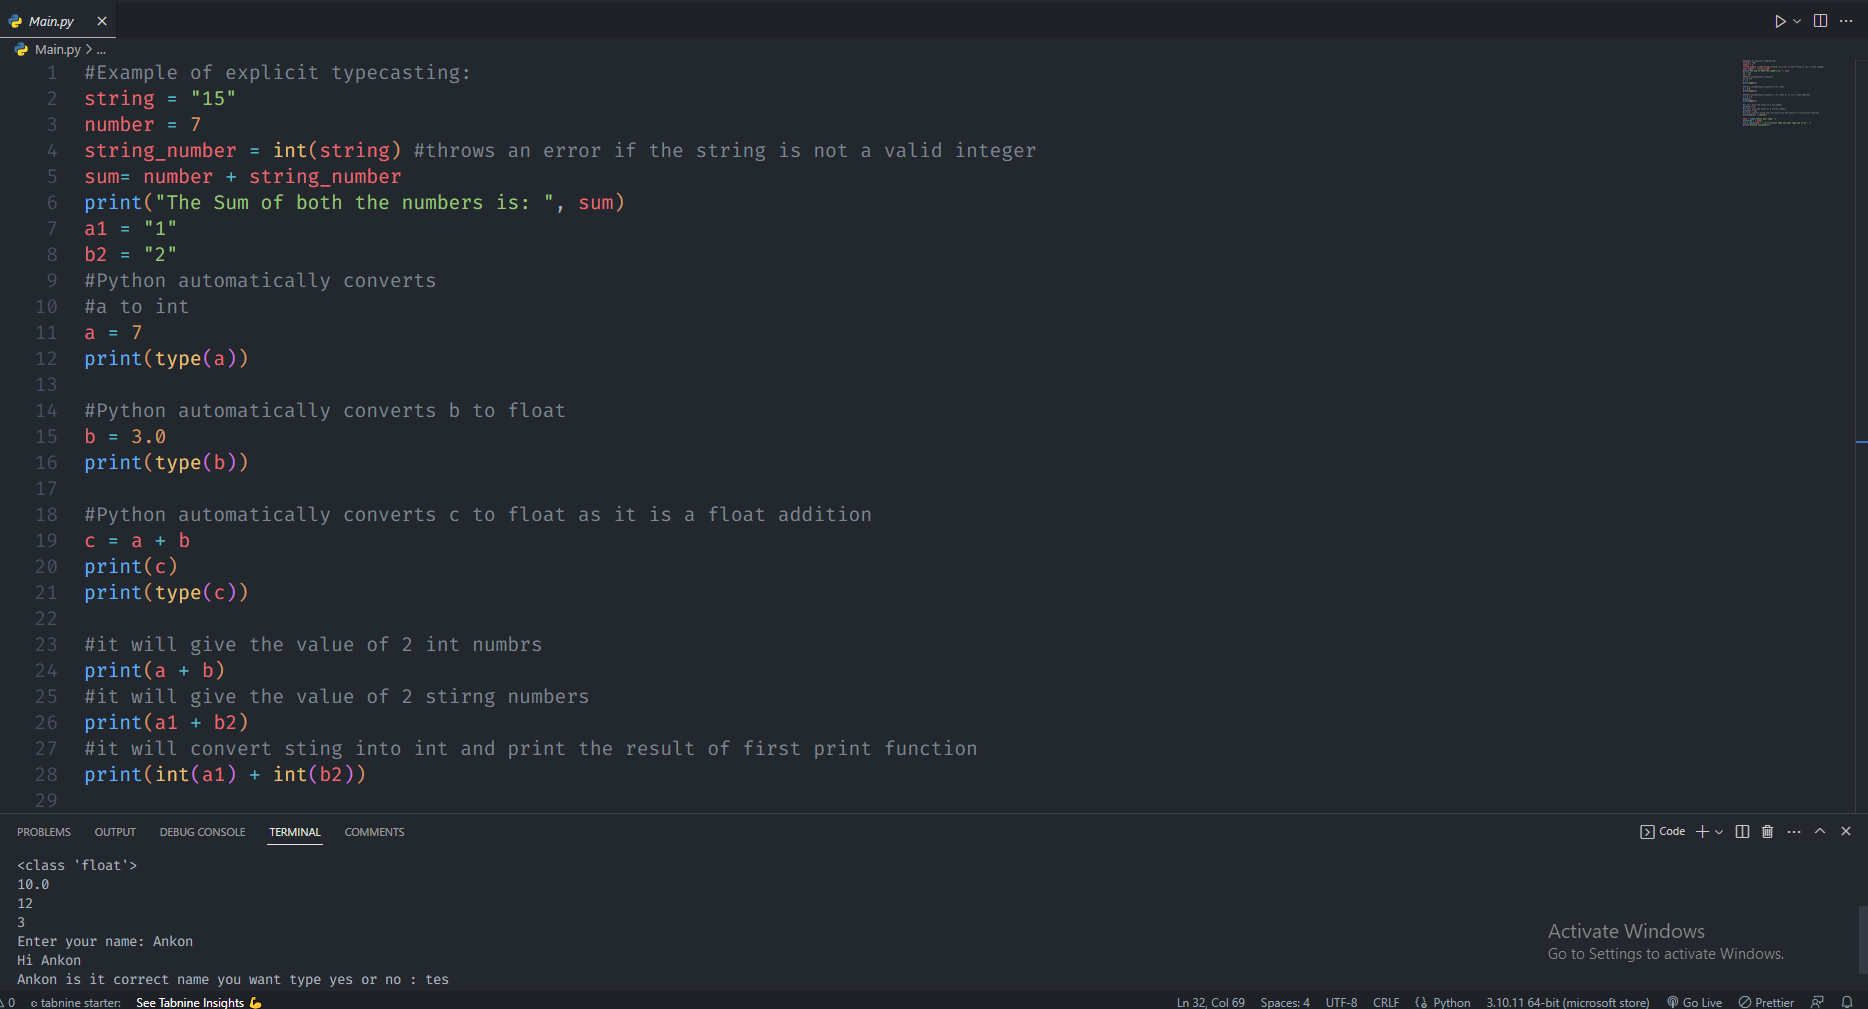 Main.py
Main.py > ...
1 #Example of explicit typecasting:
2 string = "15"
3 number = 7
4 string_number = int(string) #throws an error if the string is not a valid integer
5 sum= number + string_number
6 print("The Sum of both the numbers is: ", sum)
7 a1 = "1"
8 b2 = "2"
9 #Python automatically converts
10 #a to int
11 a = 7
12 print(type(a))
13
14 #Python automatically converts b to float
15 b = 3.0
16 print(type(b))
17
18 #Python automatically converts c to float as it is a float addition
19 c = a + b
20 print(c)
21 print(type(c))
22
23 #it will give the value of 2 int numbrs
24 print(a + b)
25 #it will give the value of 2 stirng numbers
26 print(a1 + b2)
27 #it will convert sting into int and print the result of first print function
28 print(int(a1) + int(b2))
29
PROBLEMS OUTPUT DEBUG CONSOLE TERMINAL COMMENTS Code
<class 'float'>
10.0
12
3
Enter your name: Ankon
Hi Ankon
Ankon is it correct name you want type yes or no : tes
Activate Windows
Go to Settings to activate Windows.
0 tabnine starter: See Tabnine Insights Ln 32, Col 69 Spaces: 4 UTF-8 CRLF Python 3.10.11 64-bit (microsoft store) Go Live Prettier